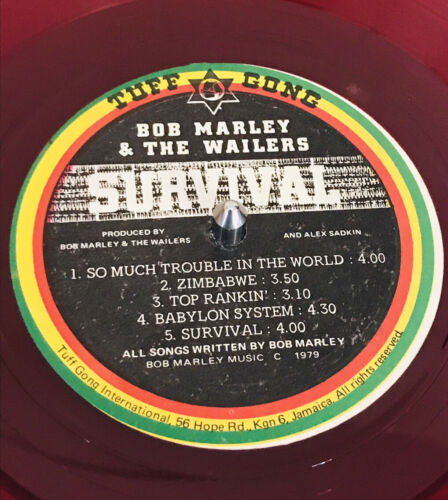 TUFF GONG
BOB MARLEY
& THE WAILERS
SURVIVAL
PRODUCED BY
BOB MARLEY & THE WAILERS AND ALEX SADKIN
1. SO MUCH TROUBLE IN THE WORLD : 4.00
2. ZIMBABWE : 3.50
3. TOP RANKIN' : 3.10
4. BABYLON SYSTEM : 4.30
5. SURVIVAL : 4.00
ALL SONGS WRITTEN BY BOB MARLEY
BOB MARLEY MUSIC C 1979
Tuff Gong International, 56 Hope Rd., Kgn 6, Jamaica. All rights reserved.